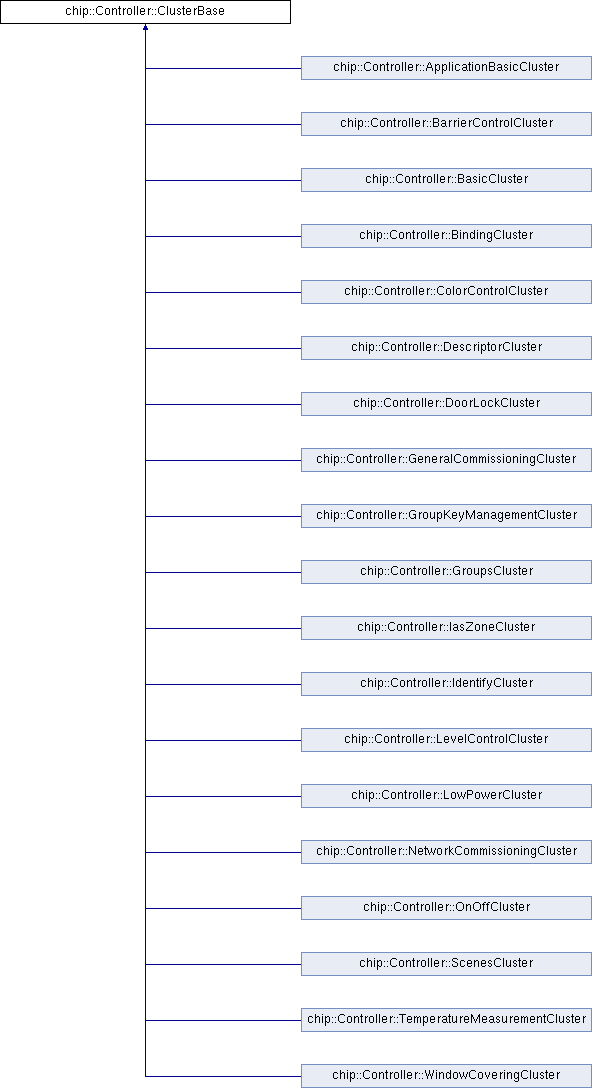 chip::Controller::ClusterBase
chip::Controller::ApplicationBasicCluster
chip::Controller::BarrierControlCluster
chip::Controller::BasicCluster
chip::Controller::BindingCluster
chip::Controller::ColorControlCluster
chip::Controller::DescriptorCluster
chip::Controller::DoorLockCluster
chip::Controller::GeneralCommissioningCluster
chip::Controller::GroupKeyManagementCluster
chip::Controller::GroupsCluster
chip::Controller::IasZoneCluster
chip::Controller::IdentifyCluster
chip::Controller::LevelControlCluster
chip::Controller::LowPowerCluster
chip::Controller::NetworkCommissioningCluster
chip::Controller::OnOffCluster
chip::Controller::ScenesCluster
chip::Controller::TemperatureMeasurementCluster
chip::Controller::WindowCoveringCluster